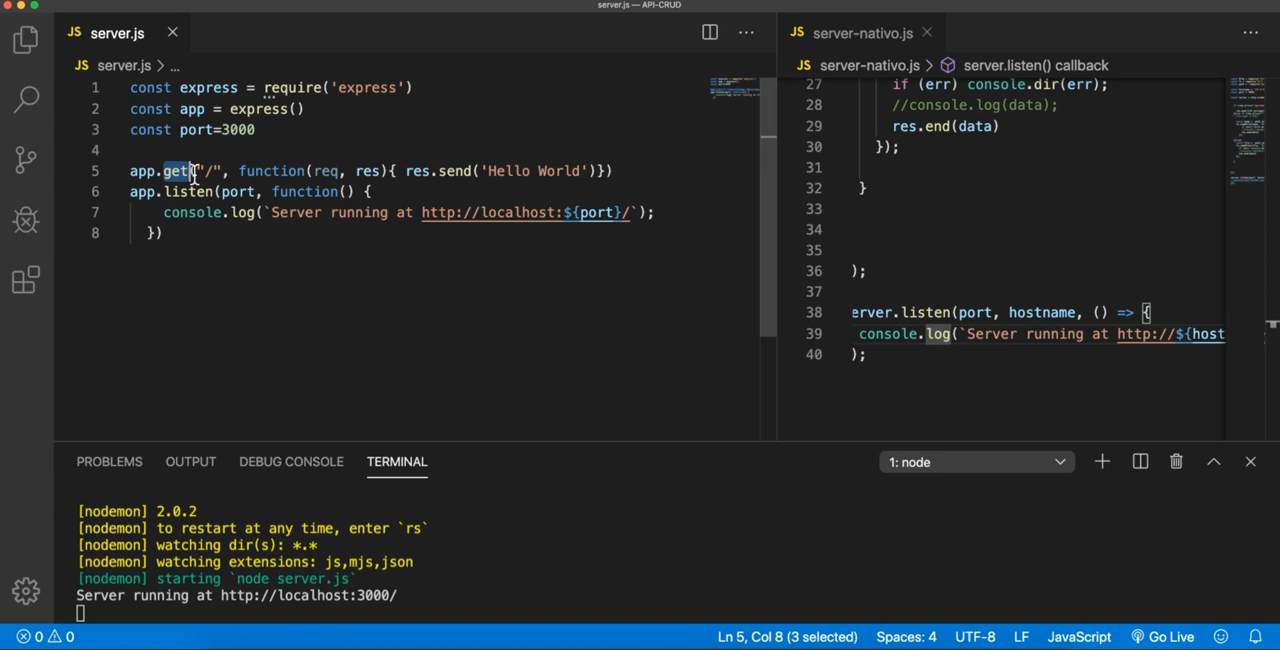 server.js — API-CRUD
JS server.js
JS server.js > ...
1 const express = require('express')
2 const app = express()
3 const port=3000
4
5 app.get("/", function(req, res){ res.send('Hello World')})
6 app.listen(port, function() {
7 console.log(`Server running at http://localhost:${port}/`);
8 })
JS server-nativo.js
JS server-nativo.js > server.listen() callback
27 if (err) console.dir(err);
28 //console.log(data);
29 res.end(data)
30 });
31
32 }
33
34
35
36 );
37
38 erver.listen(port, hostname, () => {
39 console.log(`Server running at http://${host
40 );
PROBLEMS OUTPUT DEBUG CONSOLE TERMINAL 1: node
[nodemon] 2.0.2
[nodemon] to restart at any time, enter `rs`
[nodemon] watching dir(s): *.*
[nodemon] watching extensions: js,mjs,json
[nodemon] starting `node server.js`
Server running at http://localhost:3000/
0 0 Ln 5, Col 8 (3 selected) Spaces: 4 UTF-8 LF JavaScript Go Live